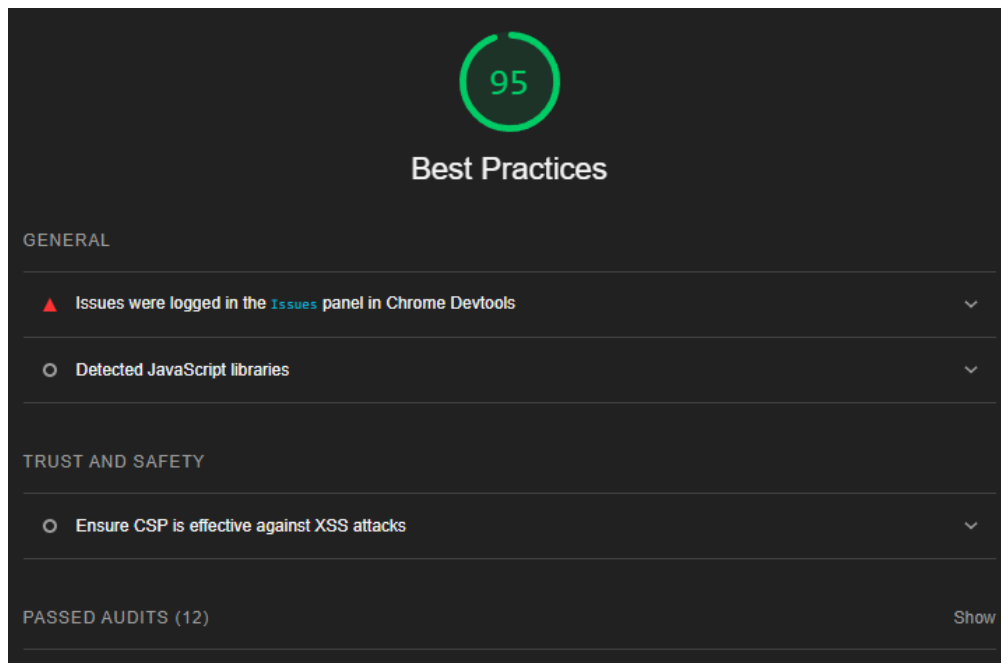 95
Best Practices
GENERAL
Issues were logged in the Issues panel in Chrome Devtools
Detected JavaScript libraries
TRUST AND SAFETY
Ensure CSP is effective against XSS attacks
PASSED AUDITS (12) Show